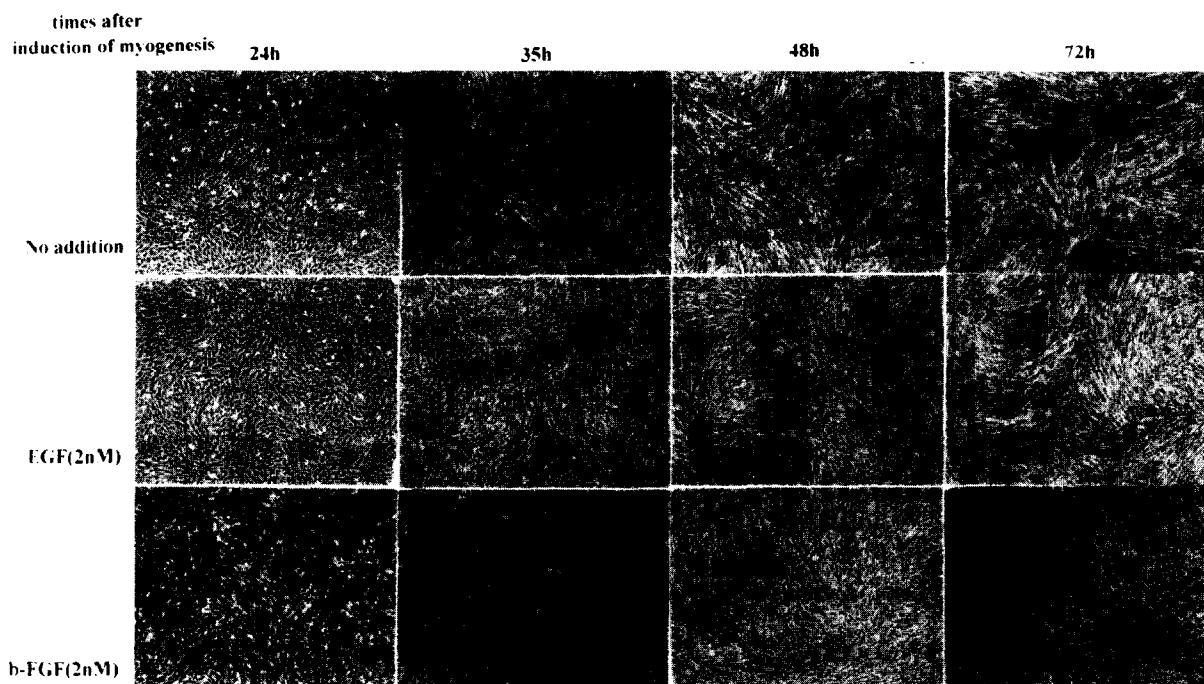 times after
induction of myogenesis
24h
35h
48h
72h
No addition
EGF(2nM)
b-FGF(2nM)